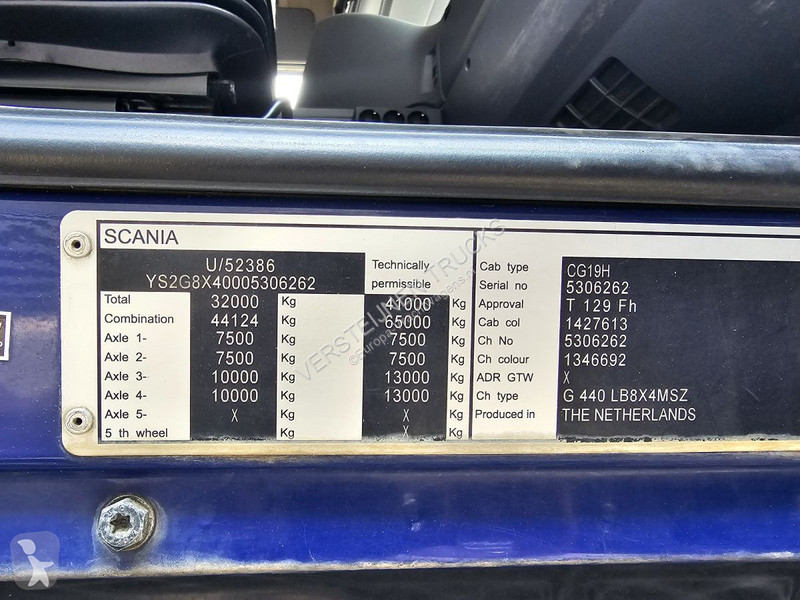 SCANIA
U/52386
YS2G8X40005306262
Technically
permissible
Total 32000 Kg 41000 Kg
Combination 44124 Kg 65000 Kg
Axle 1- 7500 Kg 7500 Kg
Axle 2- 7500 Kg 7500 Kg
Axle 3- 10000 Kg 13000 Kg
Axle 4- 10000 Kg 13000 Kg
Axle 5- X Kg X Kg
5 th wheel Kg X Kg
Cab type CG19H
Serial no 5306262
Approval T 129 Fh
Cab col 1427613
Ch No 5306262
Ch colour 1346692
ADR GTW X
Ch type G 440 LB8X4MSZ
Produced in THE NETHERLANDS
VERSTEIJNEN TRUCKS